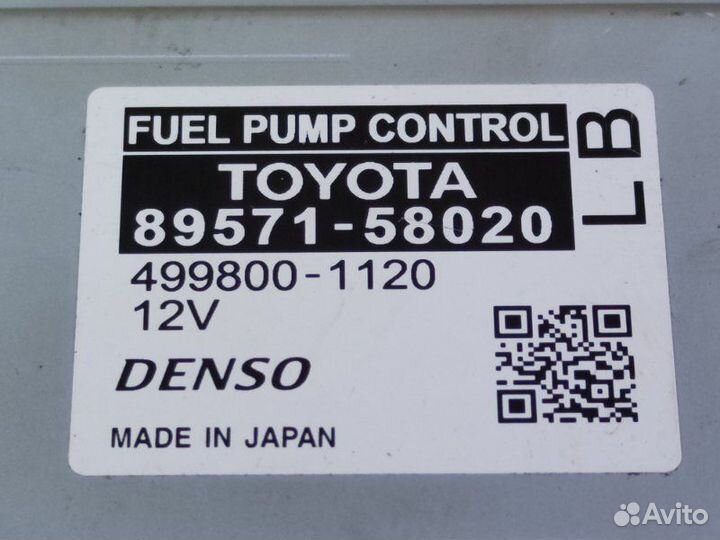 FUEL PUMP CONTROL
TOYOTA
89571-58020
LB
499800-1120
12V
DENSO
MADE IN JAPAN
Avito